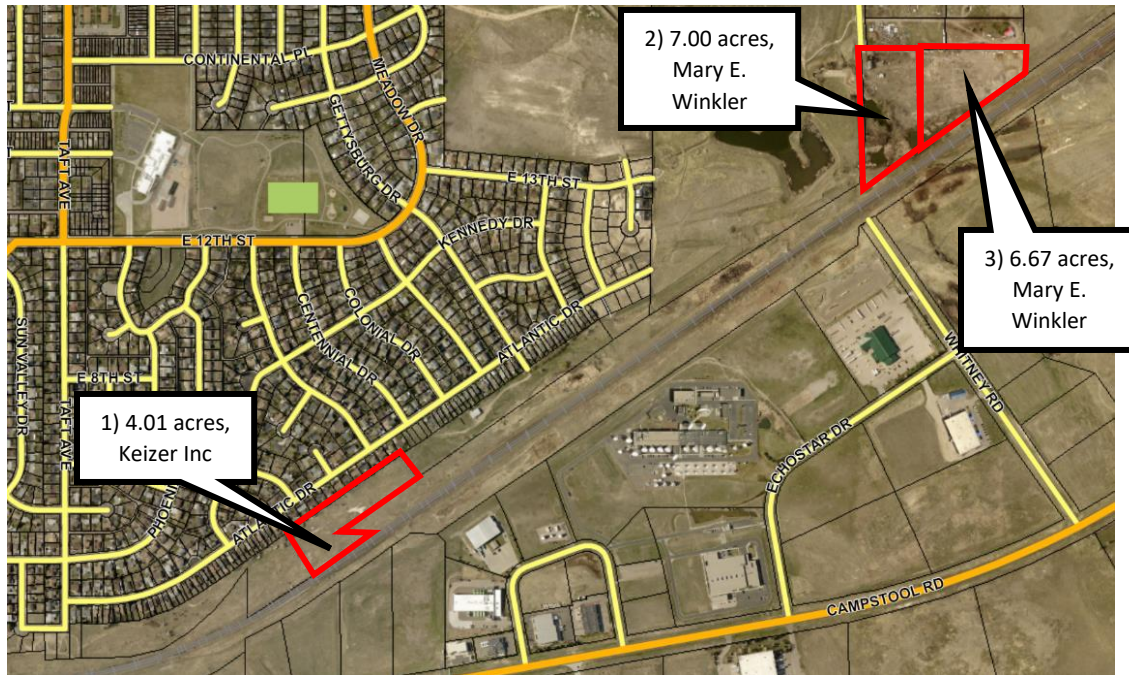 CONTINENTAL PL
MEADOW DR
GETTYSBURG DR
TAFT AVE
E 13TH ST
KENNEDY DR
E 12TH ST
COLONIAL DR
CENTENNIAL DR
ATLANTIC DR
SUN VALLEY DR
E 8TH ST
TAFT AVE
ATLANTIC DR
2) 7.00 acres,
Mary E.
Winkler
3) 6.67 acres,
Mary E.
Winkler
1) 4.01 acres,
Keizer Inc
WHITNEY RD
ECHOSTAR DR
CAMPSTOOL RD